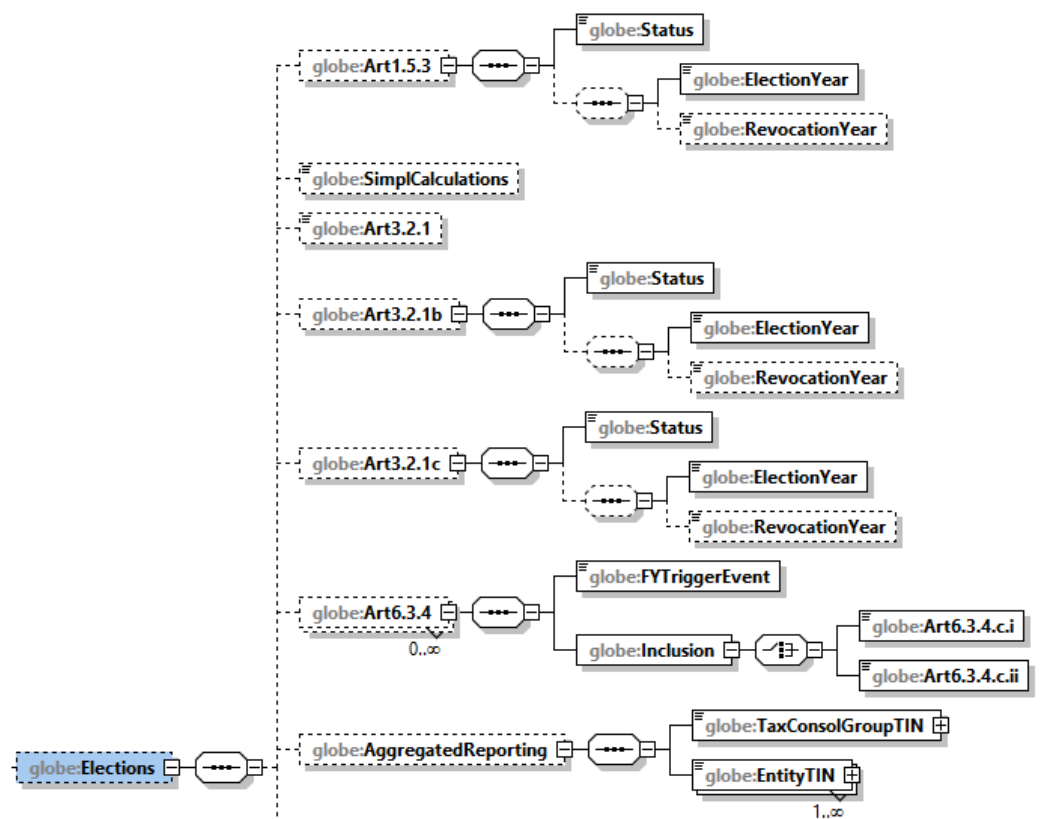 globe:Status
globe:Art1.5.3
globe:ElectionYear
globe:RevocationYear
globe:SimplCalculations
globe:Art3.2.1
globe:Status
globe:Art3.2.1b
globe:ElectionYear
globe:RevocationYear
globe:Status
globe:Art3.2.1c
globe:ElectionYear
globe:RevocationYear
globe:FYTriggerEvent
globe:Art6.3.4
0..∞
globe:Inclusion
globe:Art6.3.4.c.i
globe:Art6.3.4.c.ii
globe:TaxConsolGroupTIN
globe:AggregatedReporting
globe:Elections
globe:EntityTIN
1..∞